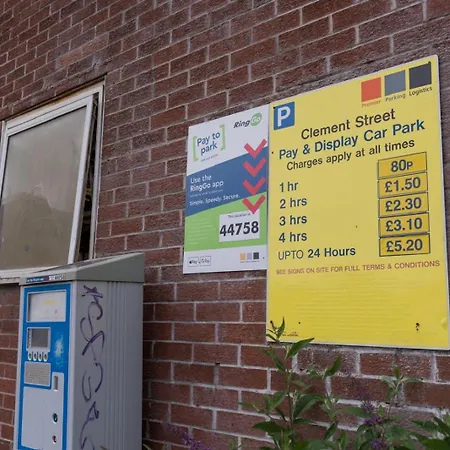 Pay to
park
RingGo
Use the
RingGo app
Simple. Speedy. Secure.
44758
P
Premier Parking Logistics
Clement Street
Pay & Display Car Park
Charges apply at all times
1 hr 80p
2 hrs £1.50
3 hrs £2.30
4 hrs £3.10
UPTO 24 Hours £5.20
SEE SIGNS ON SITE FOR FULL TERMS & CONDITIONS